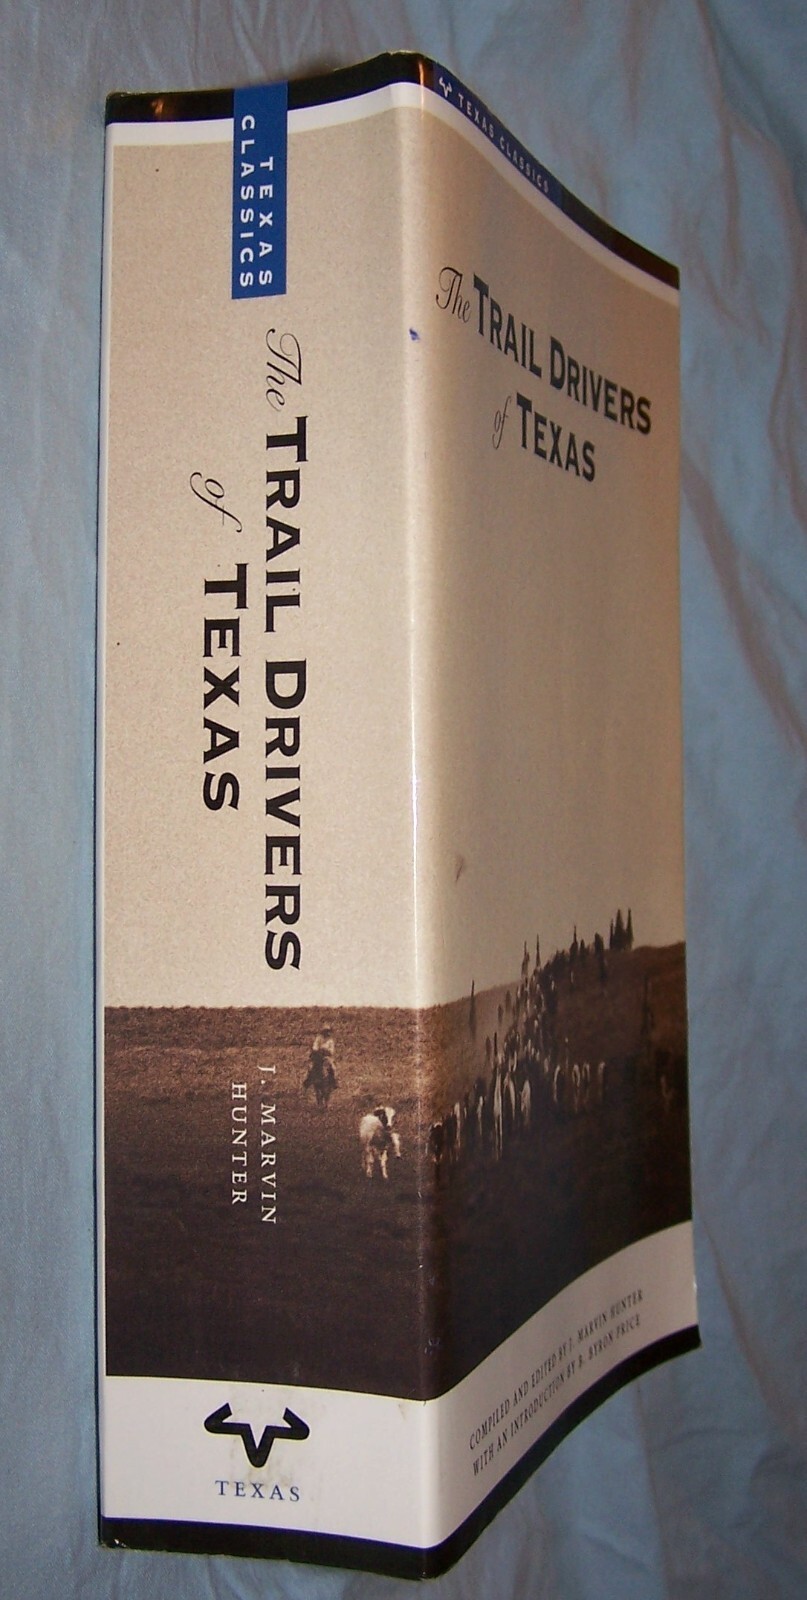 TEXAS
CLASSICS
The TRAIL DRIVERS
of TEXAS
J. MARVIN
HUNTER
TEXAS
TEXAS CLASSICS
The TRAIL DRIVERS
of TEXAS
COMPILED AND EDITED BY J. MARVIN HUNTER
WITH AN INTRODUCTION BY B. BYRON PRICE